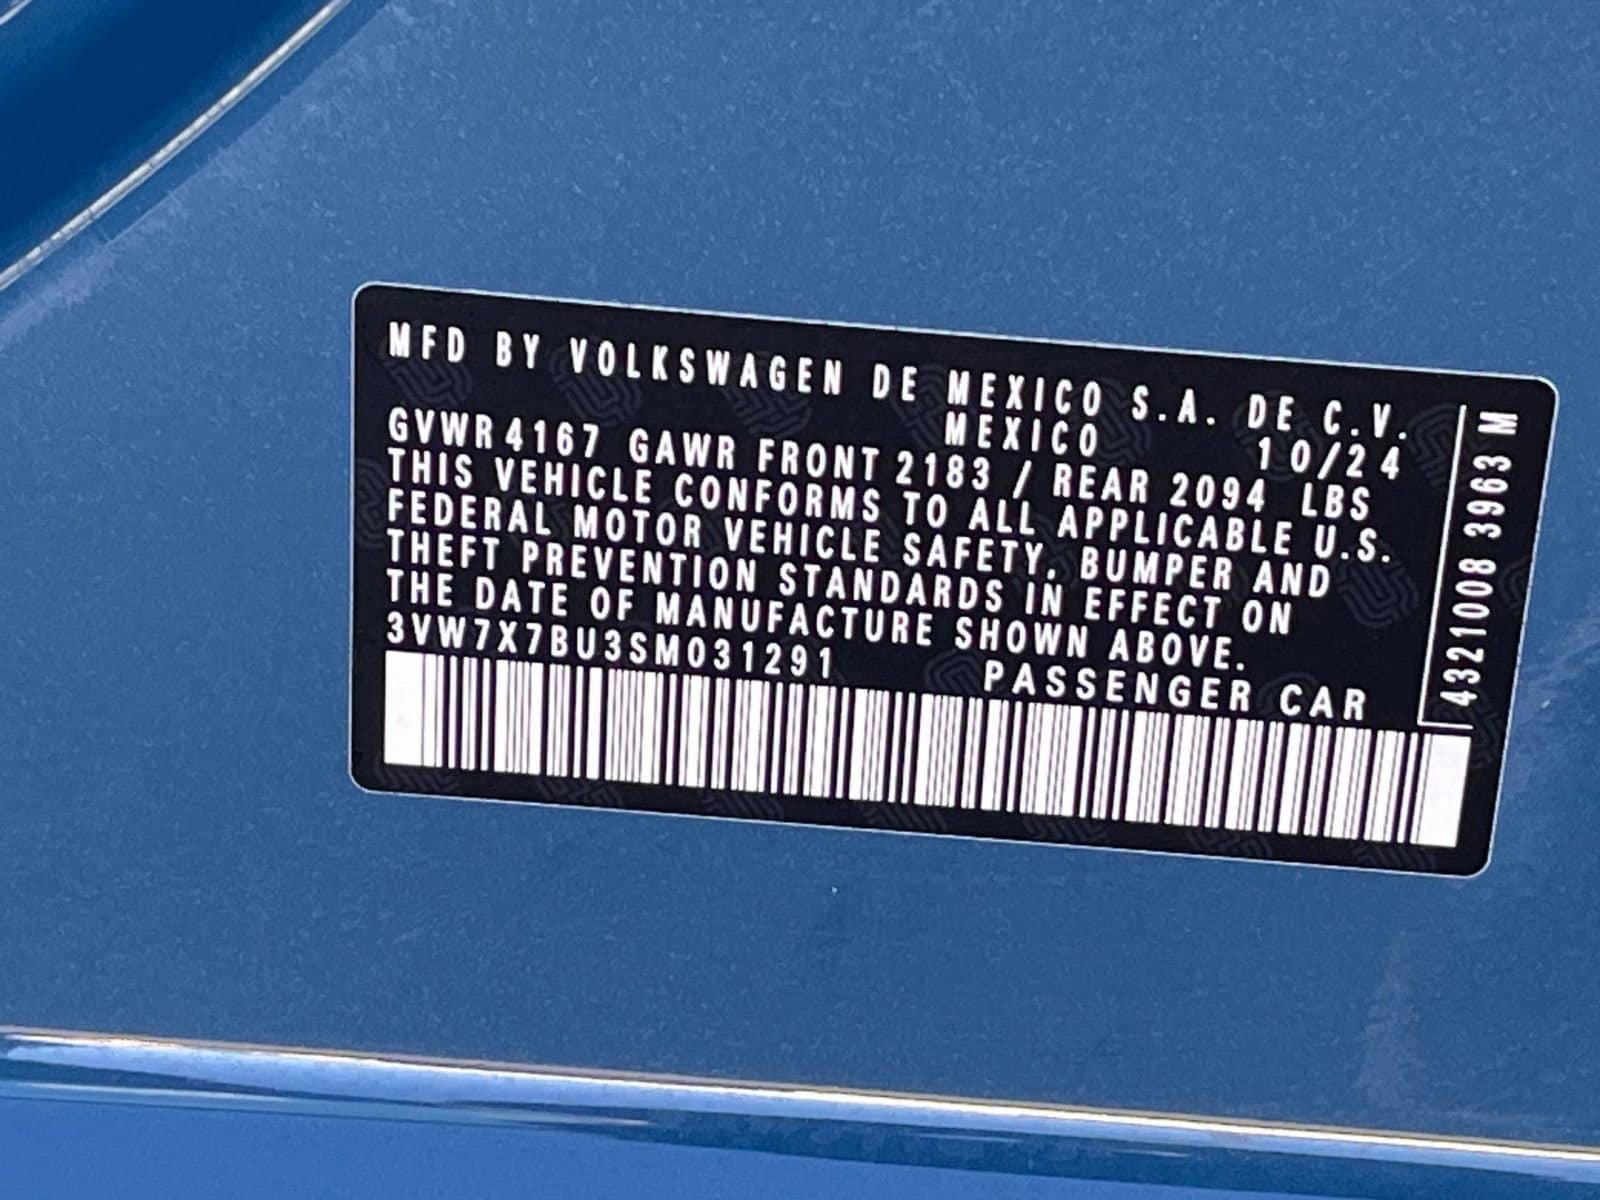 MFD BY VOLKSWAGEN DE MEXICO S.A. DE C.V.
MEXICO 10/24
GVWR 4167 GAWR FRONT 2183 / REAR 2094 LBS
THIS VEHICLE CONFORMS TO ALL APPLICABLE U.S.
FEDERAL MOTOR VEHICLE SAFETY, BUMPER AND
THEFT PREVENTION STANDARDS IN EFFECT ON
THE DATE OF MANUFACTURE SHOWN ABOVE.
3VW7X7BU3SM031291 PASSENGER CAR
4321008 3963 M